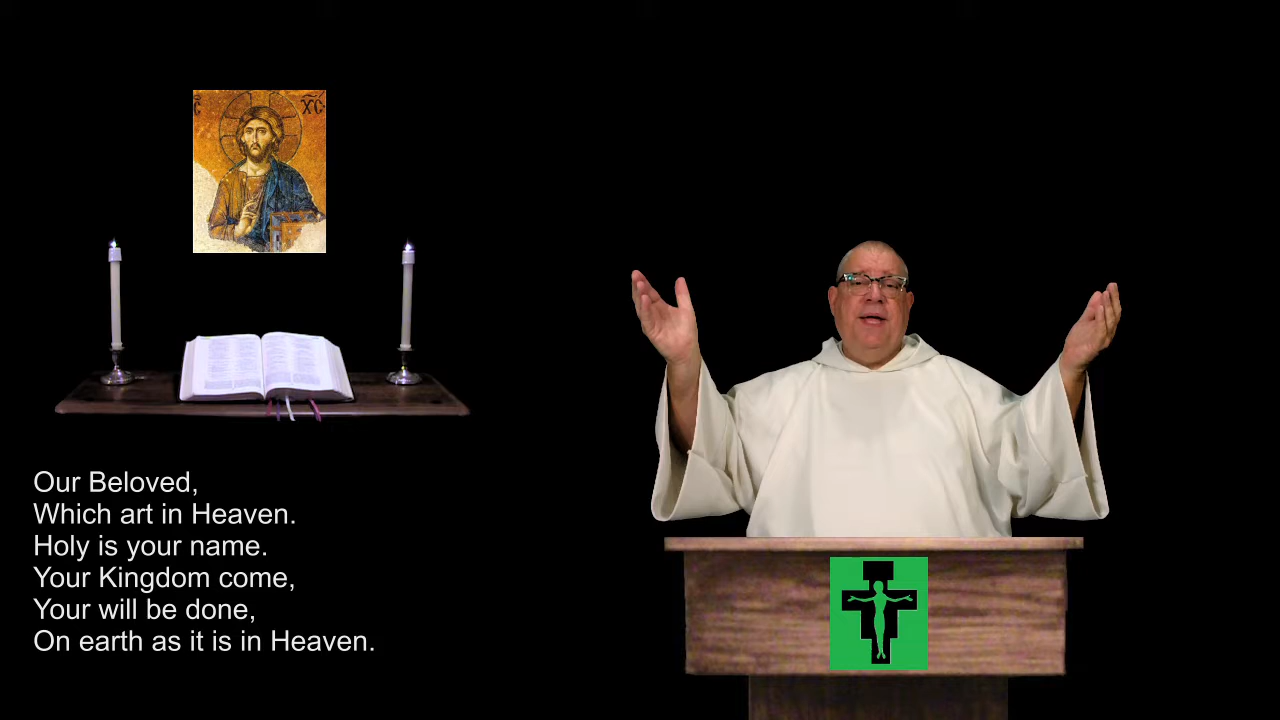 ΧC
Our Beloved,
Which art in Heaven.
Holy is your name.
Your Kingdom come,
Your will be done,
On earth as it is in Heaven.